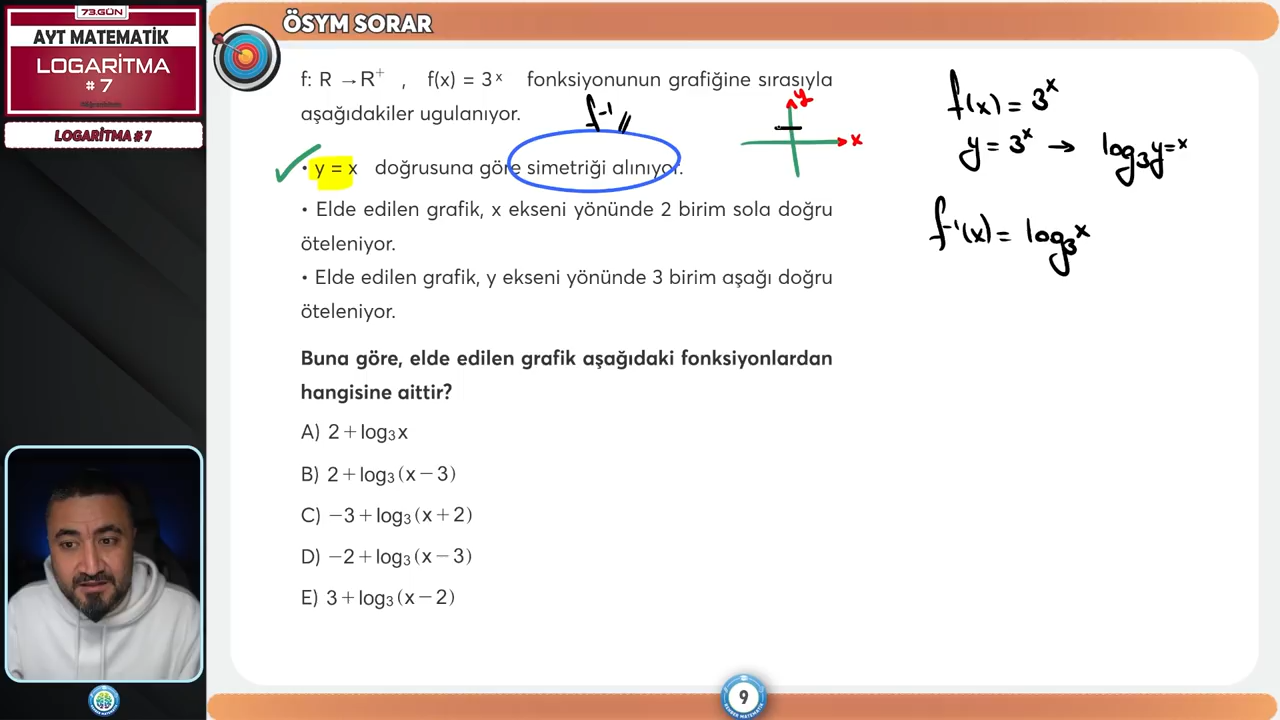 73.GÜN
AYT MATEMATİK
LOGARİTMA
# 7
LOGARİTMA # 7
ÖSYM SORAR
f: R → R⁺ , f(x) = 3ˣ fonksiyonunun grafiğine sırasıyla
aşağıdakiler ugulanıyor.
f⁻¹
y
x
• y = x doğrusuna göre simetriği alınıyor.
• Elde edilen grafik, x ekseni yönünde 2 birim sola doğru
öteleniyor.
• Elde edilen grafik, y ekseni yönünde 3 birim aşağı doğru
öteleniyor.
Buna göre, elde edilen grafik aşağıdaki fonksiyonlardan
hangisine aittir?
A) 2 + log₃x
B) 2 + log₃(x − 3)
C) −3 + log₃(x + 2)
D) −2 + log₃(x − 3)
E) 3 + log₃(x − 2)
f(x) = 3ˣ
y = 3ˣ → log₃y = x
f⁻¹(x) = log₃x
9